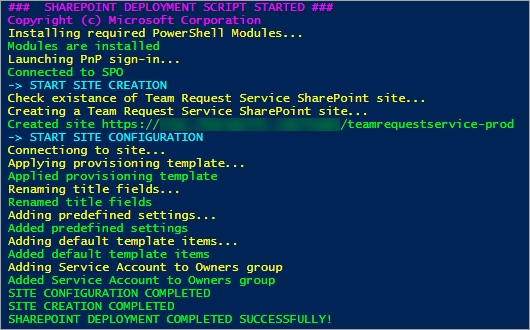 ### SHAREPOINT DEPLOYMENT SCRIPT STARTED ###
Copyright (c) Microsoft Corporation
Installing required PowerShell Modules...
Modules are installed
Launching PnP sign-in...
Connected to SPO
-> START SITE CREATION
Check existance of Team Request Service SharePoint site...
Creating a Team Request Service SharePoint site...
Created site https:// /teamrequestservice-prod
-> START SITE CONFIGURATION
Connectiong to site...
Applying provisioning template...
Applied provisioning template
Renaming title fields...
Renamed title fields
Adding predefined settings...
Added predefined settings
Adding default template items...
Added default template items
Adding Service Account to Owners group
Added Service Account to Owners group
SITE CONFIGURATION COMPLETED
SITE CREATION COMPLETED
SHAREPOINT DEPLOYMENT COMPLETED SUCCESSFULLY!